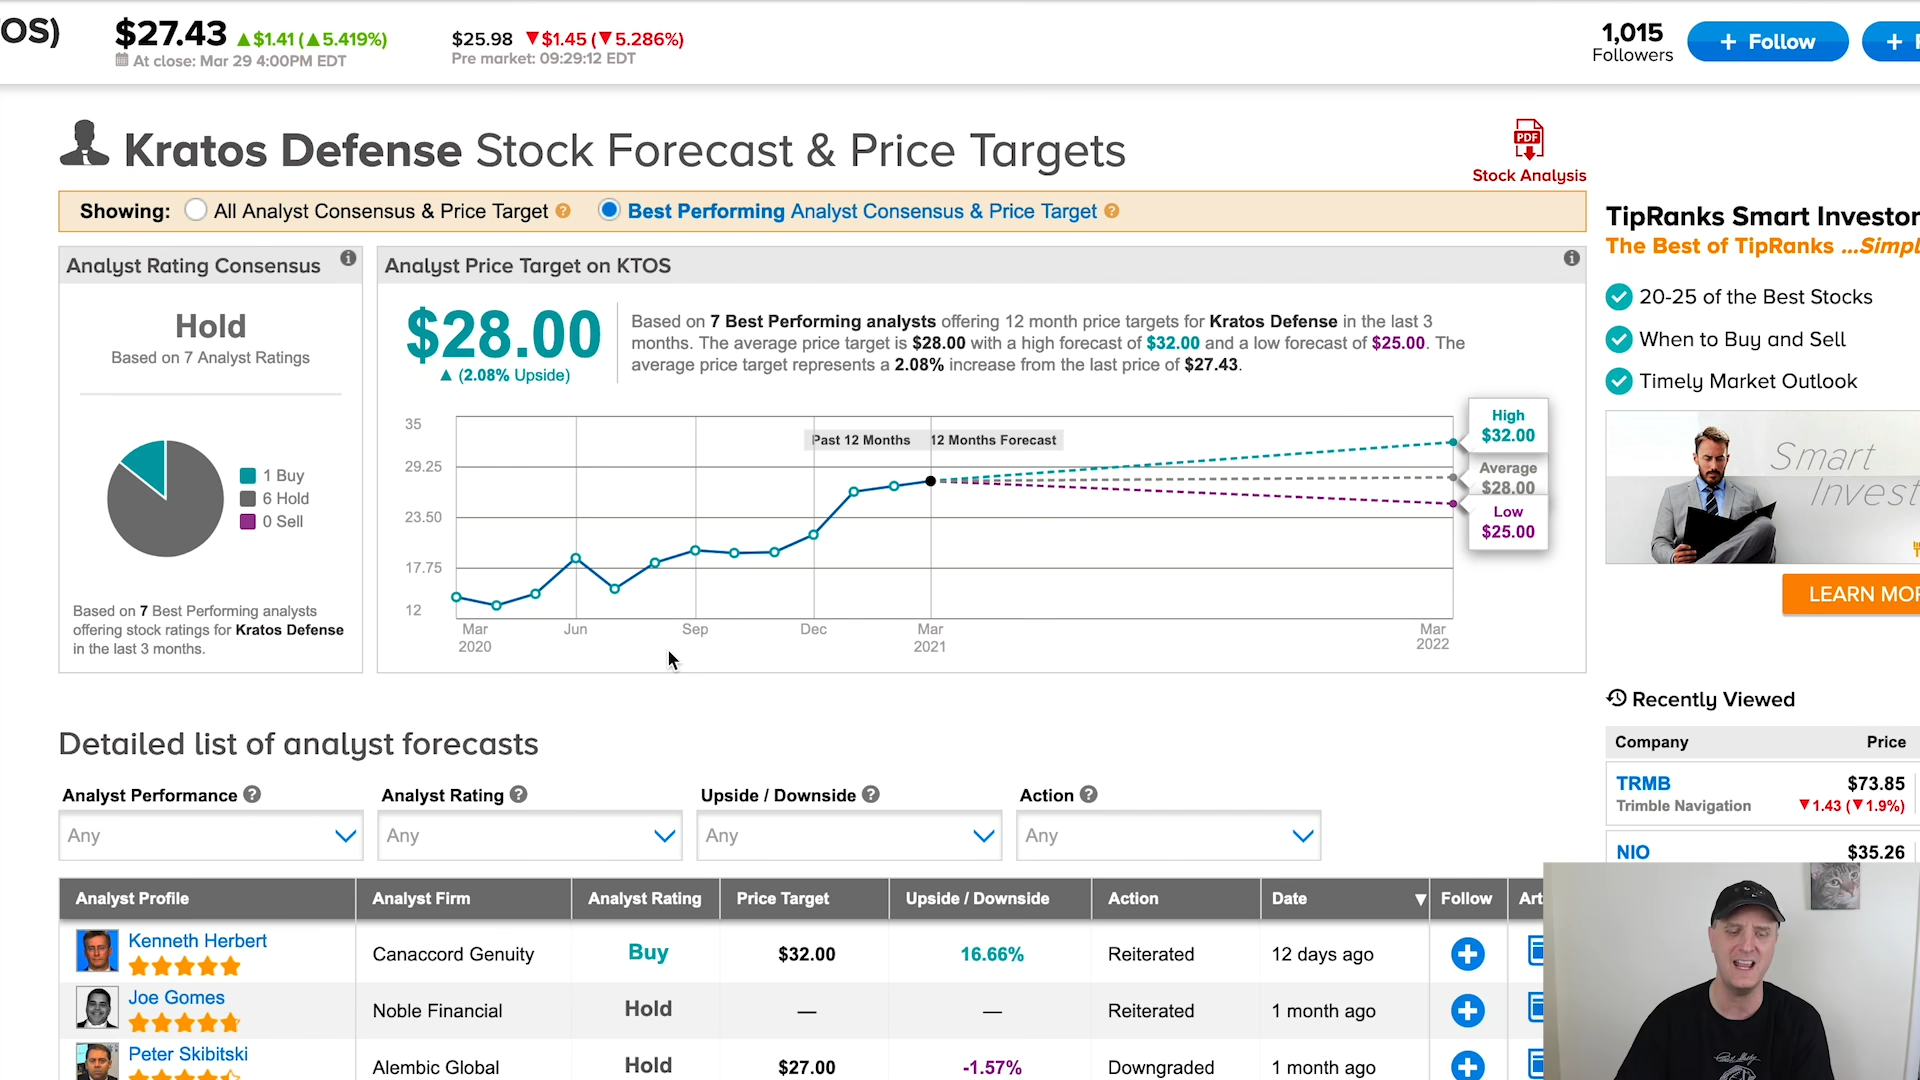 OS)
$27.43 ▲$1.41 (▲5.419%)
At close: Mar 29 4:00PM EDT
$25.98 ▼$1.45 (▼5.286%)
Pre market: 09:29:12 EDT
1,015
Followers
+ Follow
+
Kratos Defense Stock Forecast & Price Targets
PDF
Stock Analysis
Showing: All Analyst Consensus & Price Target ? Best Performing Analyst Consensus & Price Target ?
Analyst Rating Consensus
Hold
Based on 7 Analyst Ratings
1 Buy
6 Hold
0 Sell
Based on 7 Best Performing analysts
offering stock ratings for Kratos Defense
in the last 3 months.
Analyst Price Target on KTOS
$28.00
▲ (2.08% Upside)
Based on 7 Best Performing analysts offering 12 month price targets for Kratos Defense in the last 3
months. The average price target is $28.00 with a high forecast of $32.00 and a low forecast of $25.00. The
average price target represents a 2.08% increase from the last price of $27.43.
35
29.25
23.50
17.75
12
Past 12 Months
12 Months Forecast
High
$32.00
Average
$28.00
Low
$25.00
Mar
2020
Jun
Sep
Dec
Mar
2021
Mar
2022
TipRanks Smart Investor
The Best of TipRanks ...Simpl
20-25 of the Best Stocks
When to Buy and Sell
Timely Market Outlook
Smart
Invest
LEARN MOR
Recently Viewed
Company Price
TRMB $73.85
Trimble Navigation ▼1.43 (▼1.9%)
NIO $35.26
Detailed list of analyst forecasts
Analyst Performance ? Analyst Rating ? Upside / Downside ? Action ?
Any Any Any Any
Analyst Profile Analyst Firm Analyst Rating Price Target Upside / Downside Action Date ▼ Follow Art
Kenneth Herbert Canaccord Genuity Buy $32.00 16.66% Reiterated 12 days ago
Joe Gomes Noble Financial Hold — — Reiterated 1 month ago
Peter Skibitski Alembic Global Hold $27.00 -1.57% Downgraded 1 month ago